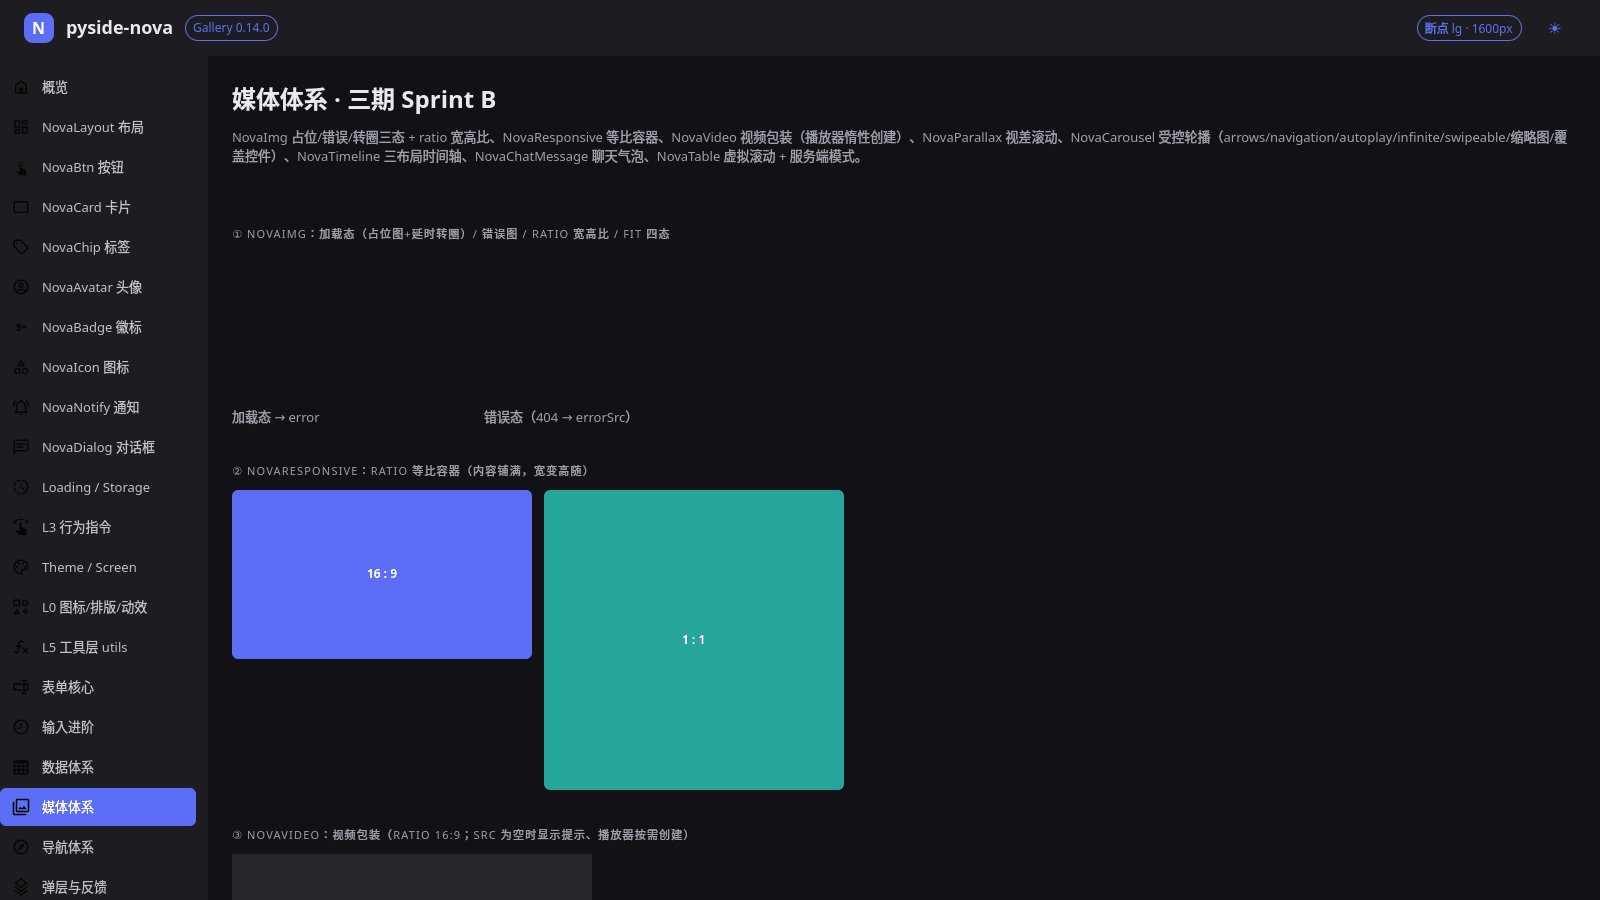 N pyside-nova Gallery 0.14.0
断点 lg · 1600px ☀
概览
NovaLayout 布局
NovaBtn 按钮
NovaCard 卡片
NovaChip 标签
NovaAvatar 头像
9+ NovaBadge 徽标
NovaIcon 图标
NovaNotify 通知
NovaDialog 对话框
Loading / Storage
L3 行为指令
Theme / Screen
L0 图标/排版/动效
L5 工具层 utils
表单核心
输入进阶
数据体系
媒体体系
导航体系
弹层与反馈
媒体体系 · 三期 Sprint B
NovaImg 占位/错误/转圈三态 + ratio 宽高比、NovaResponsive 等比容器、NovaVideo 视频包装（播放器惰性创建）、NovaParallax 视差滚动、NovaCarousel 受控轮播（arrows/navigation/autoplay/infinite/swipeable/缩略图/覆
盖控件）、NovaTimeline 三布局时间轴、NovaChatMessage 聊天气泡、NovaTable 虚拟滚动 + 服务端模式。
① NOVAIMG：加载态（占位图+延时转圈）/ 错误图 / RATIO 宽高比 / FIT 四态
加载态 → error
错误态（404 → errorSrc）
② NOVARESPONSIVE：RATIO 等比容器（内容铺满，宽变高随）
16 : 9
1 : 1
③ NOVAVIDEO：视频包装（RATIO 16:9；SRC 为空时显示提示、播放器按需创建）